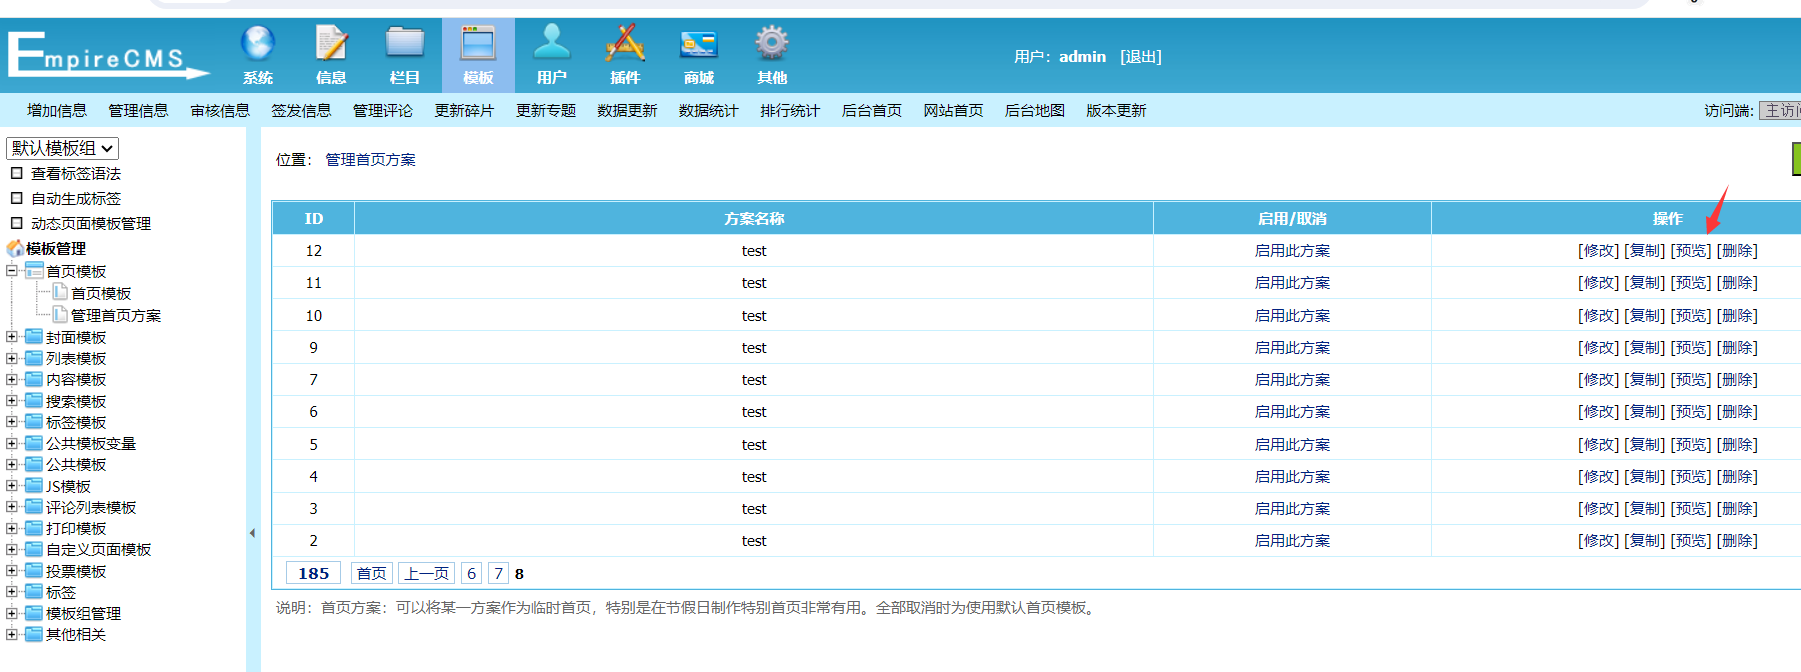 EmpireCMS
系统 信息 栏目 模板 用户 插件 商城 其他
用户：admin [退出]
增加信息 管理信息 审核信息 签发信息 管理评论 更新碎片 更新专题 数据更新 数据统计 排行统计 后台首页 网站首页 后台地图 版本更新
访问端: 主访
默认模板组
查看标签语法
自动生成标签
动态页面模板管理
模板管理
首页模板
首页模板
管理首页方案
封面模板
列表模板
内容模板
搜索模板
标签模板
公共模板变量
公共模板
JS模板
评论列表模板
打印模板
自定义页面模板
投票模板
标签
模板组管理
其他相关
位置： 管理首页方案
ID 方案名称 启用/取消 操作
12 test 启用此方案 [修改] [复制] [预览] [删除]
11 test 启用此方案 [修改] [复制] [预览] [删除]
10 test 启用此方案 [修改] [复制] [预览] [删除]
9 test 启用此方案 [修改] [复制] [预览] [删除]
7 test 启用此方案 [修改] [复制] [预览] [删除]
6 test 启用此方案 [修改] [复制] [预览] [删除]
5 test 启用此方案 [修改] [复制] [预览] [删除]
4 test 启用此方案 [修改] [复制] [预览] [删除]
3 test 启用此方案 [修改] [复制] [预览] [删除]
2 test 启用此方案 [修改] [复制] [预览] [删除]
185 首页 上一页 6 7 8
说明：首页方案：可以将某一方案作为临时首页，特别是在节假日制作特别首页非常有用。全部取消时为使用默认首页模板。